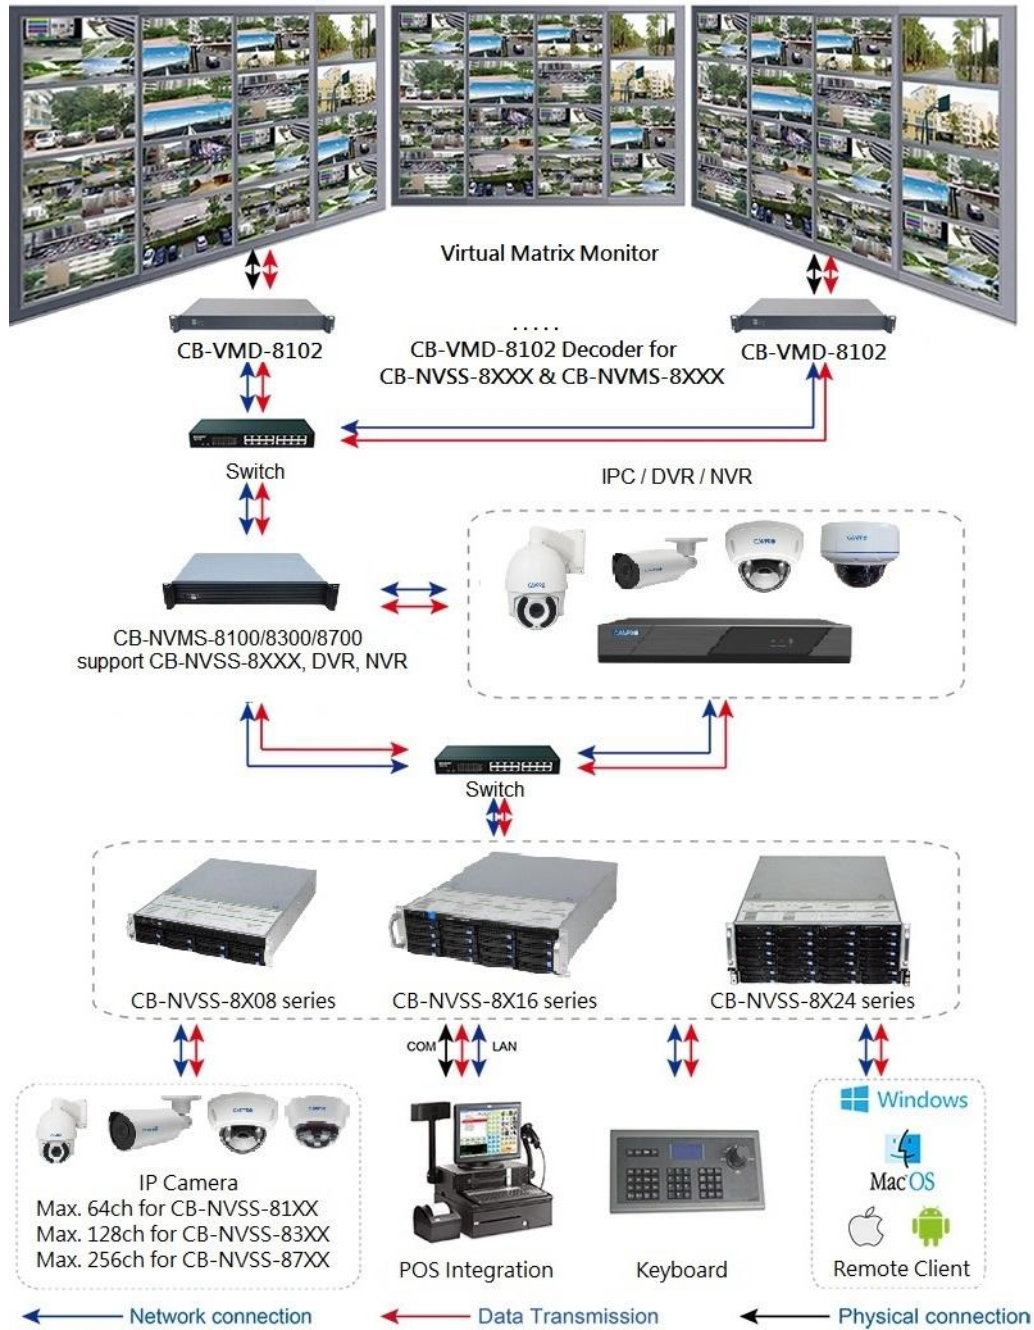 Virtual Matrix Monitor
CB-VMD-8102
.....
CB-VMD-8102 Decoder for
CB-NVSS-8XXX & CB-NVMS-8XXX
CB-VMD-8102
Switch
IPC / DVR / NVR
CB-NVMS-8100/8300/8700
support CB-NVSS-8XXX, DVR, NVR
Switch
CB-NVSS-8X08 series
CB-NVSS-8X16 series
CB-NVSS-8X24 series
COM
LAN
IP Camera
Max. 64ch for CB-NVSS-81XX
Max. 128ch for CB-NVSS-83XX
Max. 256ch for CB-NVSS-87XX
POS Integration
Keyboard
Windows
Mac OS
Remote Client
Network connection
Data Transmission
Physical connection